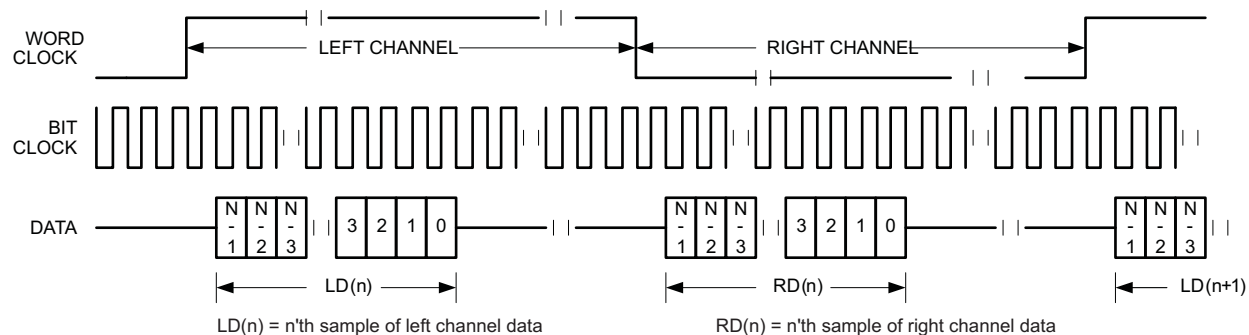 WORD
CLOCK
LEFT CHANNEL
RIGHT CHANNEL
BIT
CLOCK
DATA
N-1 N-2 N-3 3 2 1 0 N-1 N-2 N-3 3 2 1 0 N-1 N-2 N-3
LD(n) RD(n) LD(n+1)
LD(n) = n'th sample of left channel data
RD(n) = n'th sample of right channel data